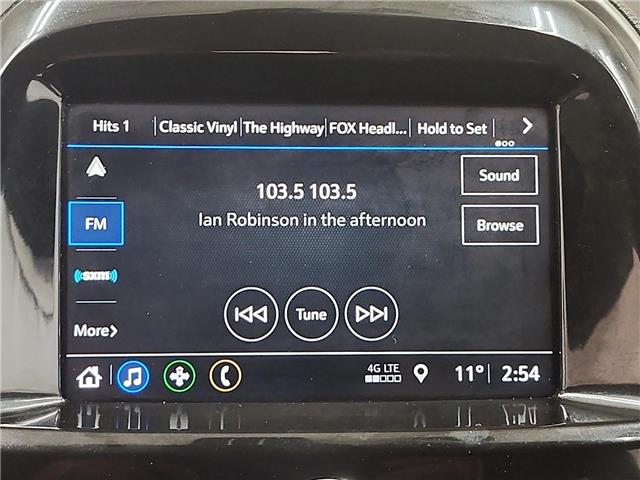 Hits 1 Classic Vinyl The Highway FOX Headl... Hold to Set
103.5 103.5
Ian Robinson in the afternoon
Sound
FM
Browse
sxm
Tune
More
4G LTE
11° 2:54